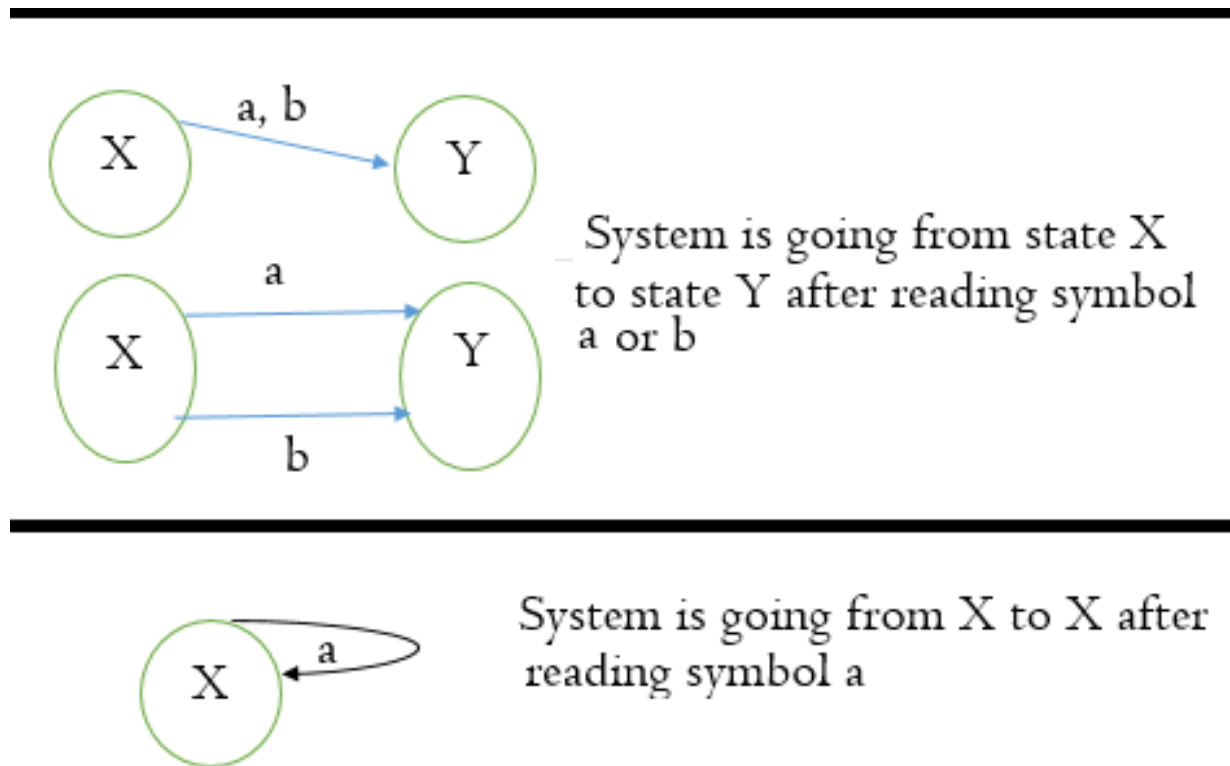 a, b
X
Y
System is going from state X
to state Y after reading symbol
a or b
a
X
Y
b
System is going from X to X after
reading symbol a
a
X